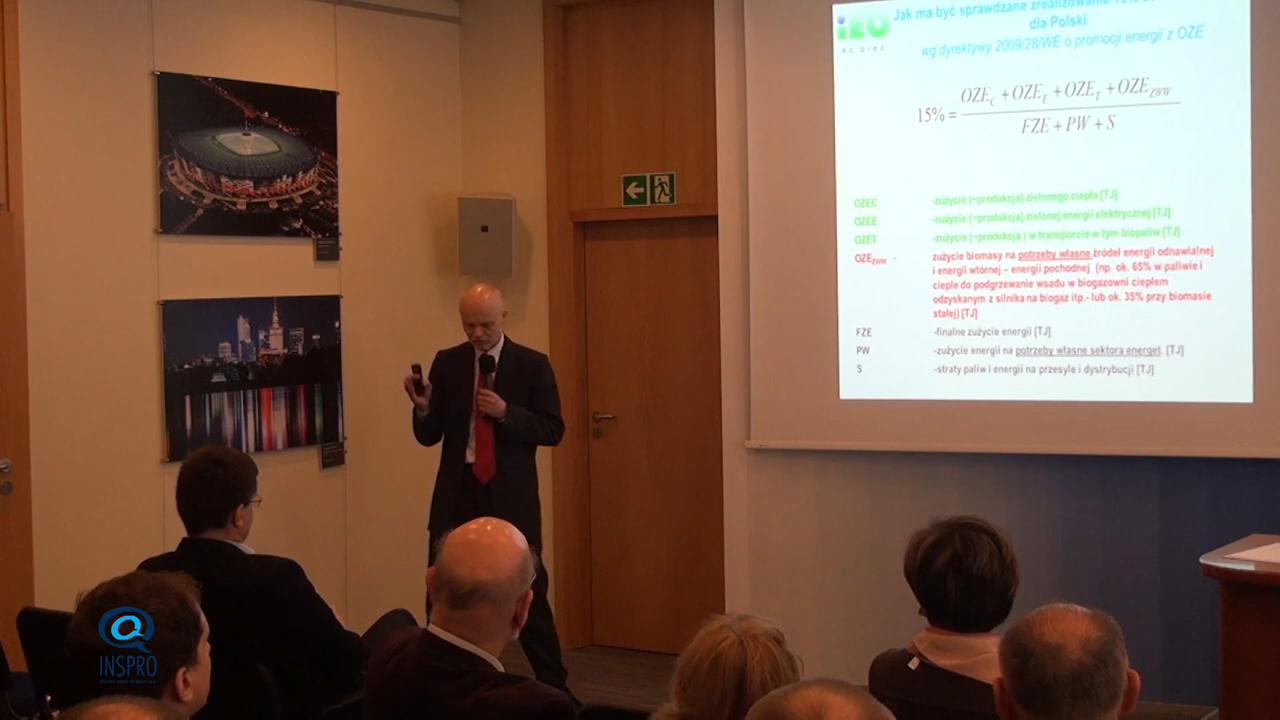 Jak ma być sprawdzane zrealizowanie 15%
dla Polski
wg dyrektywy 2009/28/WE o promocji energii z OZE
ec brec
15% = OZE_C + OZE_E + OZE_T + OZE_ZWW
FZE + PW + S
OZEC -zużycie (~produkcja) zielonego ciepła [TJ]
OZEE -zużycie (~produkcja) zielonej energii elektrycznej [TJ]
OZET -zużycie (~produkcja ) w transporcie w tym biopaliw [TJ]
OZE_ZWW - zużycie biomasy na potrzeby własne źródeł energii odnawialnej
i energii wtórnej – energii pochodnej (np. ok. 65% w paliwie i
cieple do podgrzewanie wsadu w biogazowni ciepłem
odzyskanym z silnika na biogaz itp.- lub ok. 35% przy biomasie
stałej) [TJ]
FZE -finalne zużycie energii [TJ]
PW -zużycie energii na potrzeby własne sektora energet. [TJ]
S -straty paliw i energii na przesyle i dystrybucji [TJ]
INSPRO